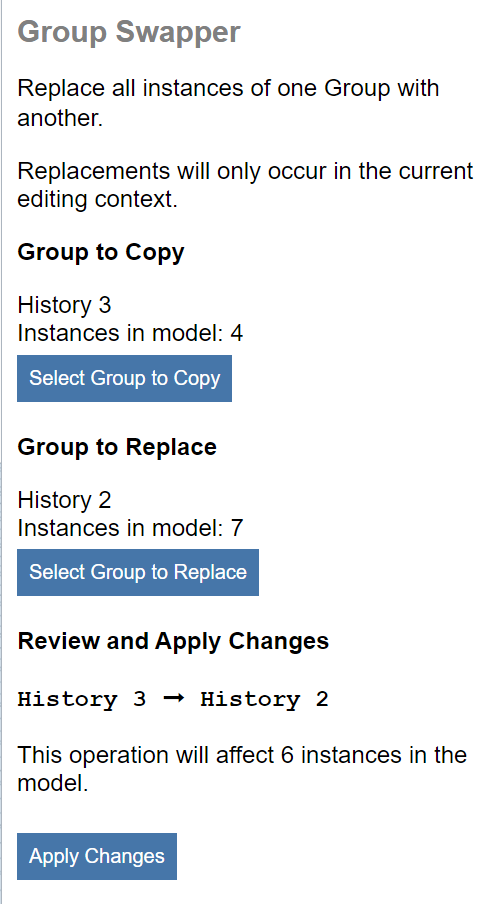 Group Swapper
Replace all instances of one Group with
another.
Replacements will only occur in the current
editing context.
Group to Copy
History 3
Instances in model: 4
Select Group to Copy
Group to Replace
History 2
Instances in model: 7
Select Group to Replace
Review and Apply Changes
History 3 → History 2
This operation will affect 6 instances in the
model.
Apply Changes